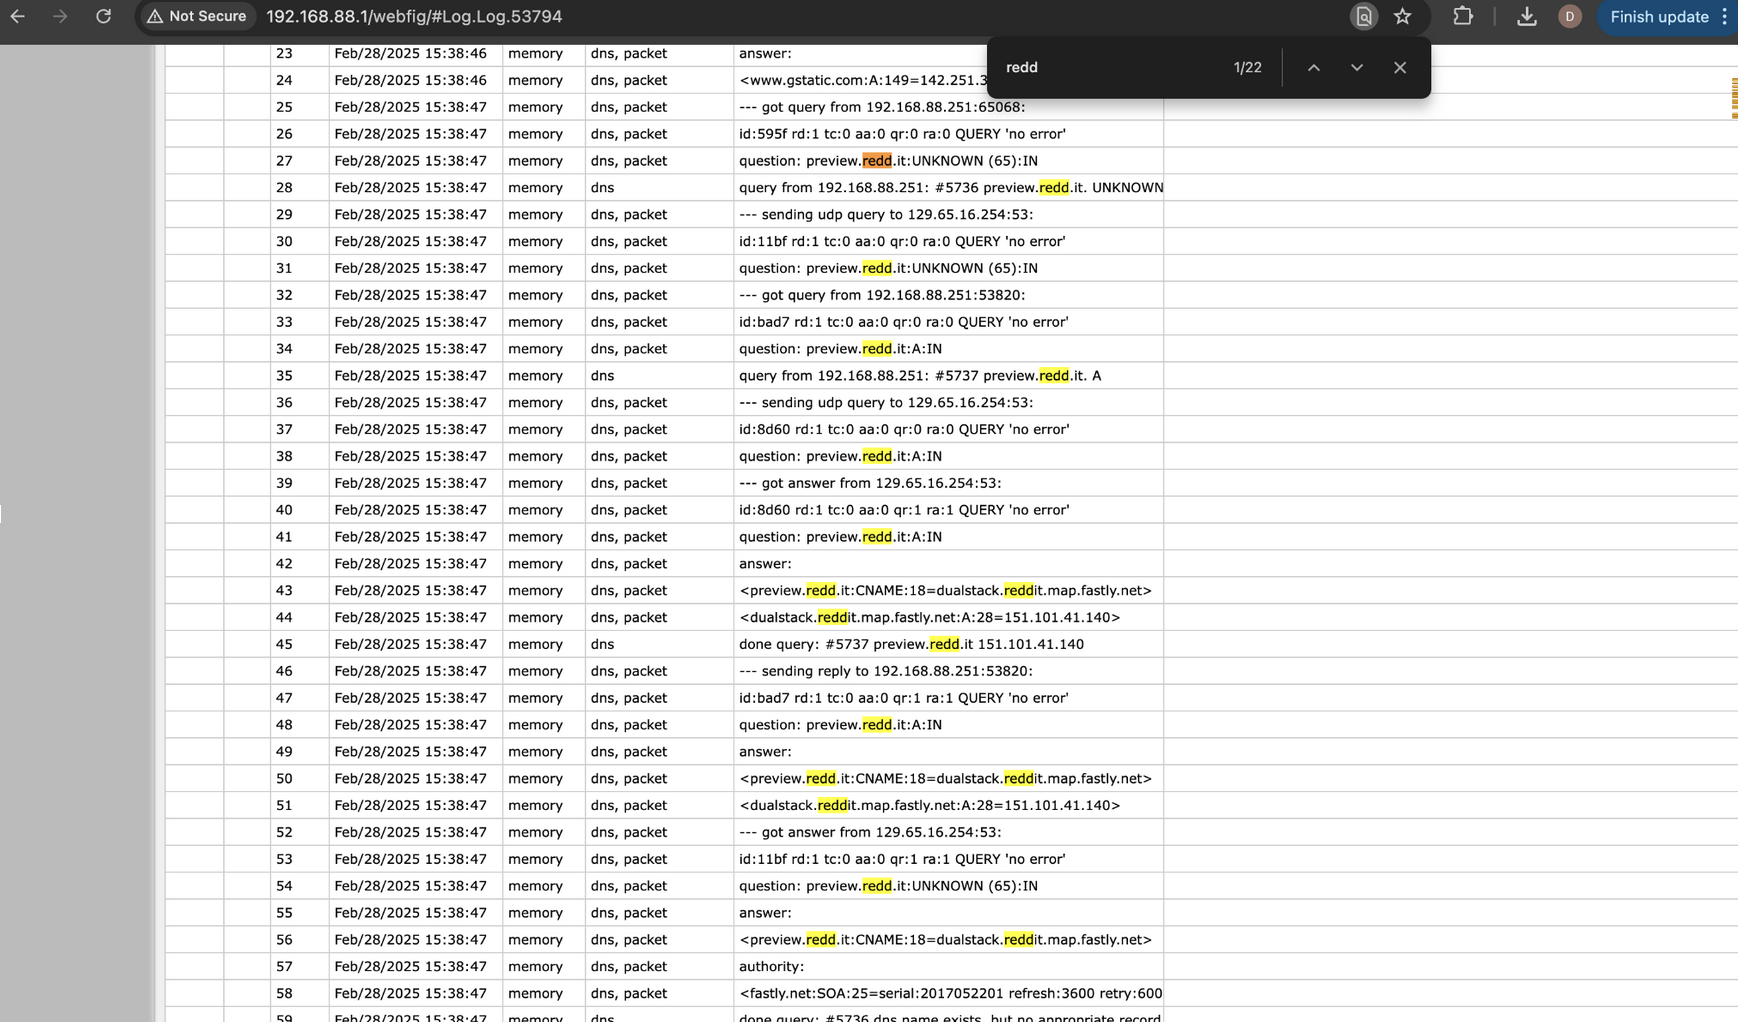 Not Secure 192.168.88.1/webfig/#Log.Log.53794 D Finish update
redd 1/22
23 Feb/28/2025 15:38:46 memory dns, packet answer:
24 Feb/28/2025 15:38:46 memory dns, packet <www.gstatic.com:A:149=142.251.3
25 Feb/28/2025 15:38:47 memory dns, packet --- got query from 192.168.88.251:65068:
26 Feb/28/2025 15:38:47 memory dns, packet id:595f rd:1 tc:0 aa:0 qr:0 ra:0 QUERY 'no error'
27 Feb/28/2025 15:38:47 memory dns, packet question: preview.redd.it:UNKNOWN (65):IN
28 Feb/28/2025 15:38:47 memory dns query from 192.168.88.251: #5736 preview.redd.it. UNKNOWN
29 Feb/28/2025 15:38:47 memory dns, packet --- sending udp query to 129.65.16.254:53:
30 Feb/28/2025 15:38:47 memory dns, packet id:11bf rd:1 tc:0 aa:0 qr:0 ra:0 QUERY 'no error'
31 Feb/28/2025 15:38:47 memory dns, packet question: preview.redd.it:UNKNOWN (65):IN
32 Feb/28/2025 15:38:47 memory dns, packet --- got query from 192.168.88.251:53820:
33 Feb/28/2025 15:38:47 memory dns, packet id:bad7 rd:1 tc:0 aa:0 qr:0 ra:0 QUERY 'no error'
34 Feb/28/2025 15:38:47 memory dns, packet question: preview.redd.it:A:IN
35 Feb/28/2025 15:38:47 memory dns query from 192.168.88.251: #5737 preview.redd.it. A
36 Feb/28/2025 15:38:47 memory dns, packet --- sending udp query to 129.65.16.254:53:
37 Feb/28/2025 15:38:47 memory dns, packet id:8d60 rd:1 tc:0 aa:0 qr:0 ra:0 QUERY 'no error'
38 Feb/28/2025 15:38:47 memory dns, packet question: preview.redd.it:A:IN
39 Feb/28/2025 15:38:47 memory dns, packet --- got answer from 129.65.16.254:53:
40 Feb/28/2025 15:38:47 memory dns, packet id:8d60 rd:1 tc:0 aa:0 qr:1 ra:1 QUERY 'no error'
41 Feb/28/2025 15:38:47 memory dns, packet question: preview.redd.it:A:IN
42 Feb/28/2025 15:38:47 memory dns, packet answer:
43 Feb/28/2025 15:38:47 memory dns, packet <preview.redd.it:CNAME:18=dualstack.reddit.map.fastly.net>
44 Feb/28/2025 15:38:47 memory dns, packet <dualstack.reddit.map.fastly.net:A:28=151.101.41.140>
45 Feb/28/2025 15:38:47 memory dns done query: #5737 preview.redd.it 151.101.41.140
46 Feb/28/2025 15:38:47 memory dns, packet --- sending reply to 192.168.88.251:53820:
47 Feb/28/2025 15:38:47 memory dns, packet id:bad7 rd:1 tc:0 aa:0 qr:1 ra:1 QUERY 'no error'
48 Feb/28/2025 15:38:47 memory dns, packet question: preview.redd.it:A:IN
49 Feb/28/2025 15:38:47 memory dns, packet answer:
50 Feb/28/2025 15:38:47 memory dns, packet <preview.redd.it:CNAME:18=dualstack.reddit.map.fastly.net>
51 Feb/28/2025 15:38:47 memory dns, packet <dualstack.reddit.map.fastly.net:A:28=151.101.41.140>
52 Feb/28/2025 15:38:47 memory dns, packet --- got answer from 129.65.16.254:53:
53 Feb/28/2025 15:38:47 memory dns, packet id:11bf rd:1 tc:0 aa:0 qr:1 ra:1 QUERY 'no error'
54 Feb/28/2025 15:38:47 memory dns, packet question: preview.redd.it:UNKNOWN (65):IN
55 Feb/28/2025 15:38:47 memory dns, packet answer:
56 Feb/28/2025 15:38:47 memory dns, packet <preview.redd.it:CNAME:18=dualstack.reddit.map.fastly.net>
57 Feb/28/2025 15:38:47 memory dns, packet authority:
58 Feb/28/2025 15:38:47 memory dns, packet <fastly.net:SOA:25=serial:2017052201 refresh:3600 retry:600
59 Feb/28/2025 15:38:47 memory dns done query: #5736 dns name exists, but no appropriate record